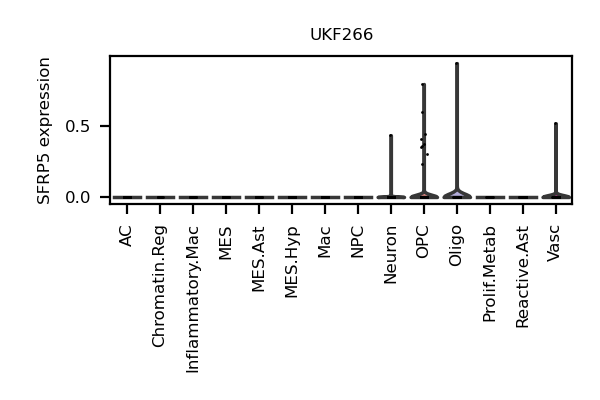 UKF266
SFRP5 expression
0.5
0.0
AC
Chromatin.Reg
Inflammatory.Mac
MES
MES.Ast
MES.Hyp
Mac
NPC
Neuron
OPC
Oligo
Prolif.Metab
Reactive.Ast
Vasc